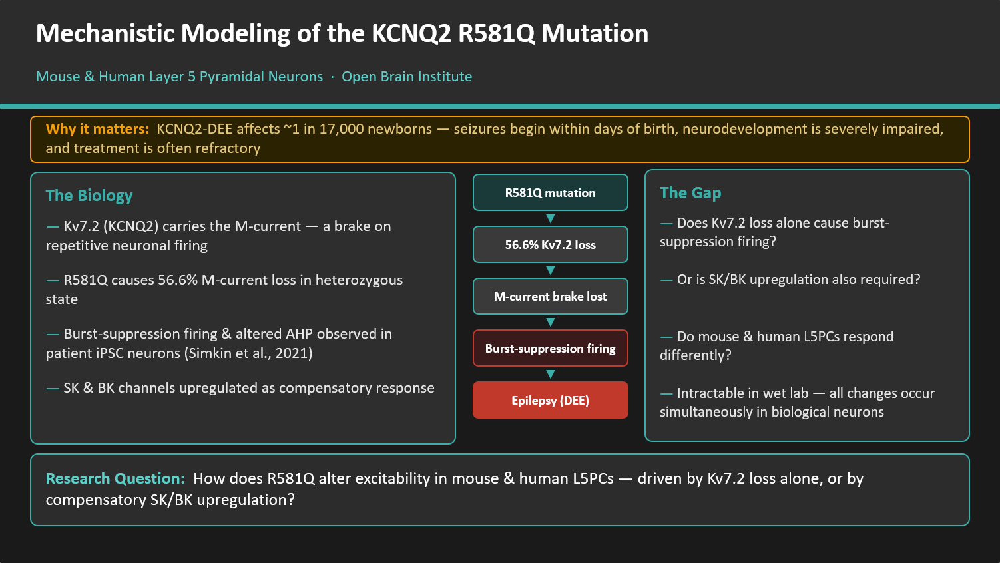 Mechanistic Modeling of the KCNQ2 R581Q Mutation
Mouse & Human Layer 5 Pyramidal Neurons · Open Brain Institute
Why it matters: KCNQ2-DEE affects ~1 in 17,000 newborns — seizures begin within days of birth, neurodevelopment is severely impaired,
and treatment is often refractory
The Biology
— Kv7.2 (KCNQ2) carries the M-current — a brake on
repetitive neuronal firing
— R581Q causes 56.6% M-current loss in heterozygous
state
— Burst-suppression firing & altered AHP observed in
patient iPSC neurons (Simkin et al., 2021)
— SK & BK channels upregulated as compensatory response
R581Q mutation
▼
56.6% Kv7.2 loss
▼
M-current brake lost
▼
Burst-suppression firing
▼
Epilepsy (DEE)
The Gap
— Does Kv7.2 loss alone cause burst-
suppression firing?
— Or is SK/BK upregulation also required?
— Do mouse & human L5PCs respond
differently?
— Intractable in wet lab — all changes occur
simultaneously in biological neurons
Research Question: How does R581Q alter excitability in mouse & human L5PCs — driven by Kv7.2 loss alone, or by
compensatory SK/BK upregulation?